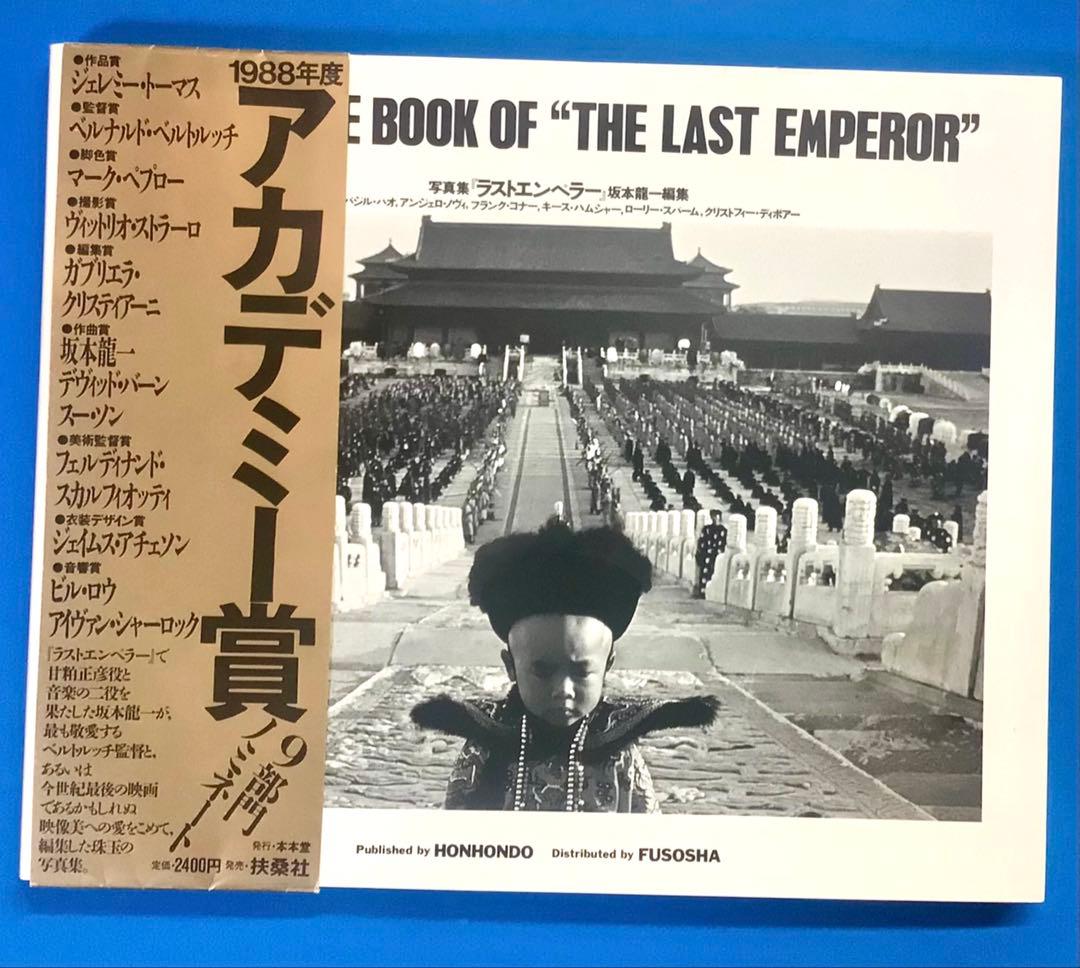 1988年度
アカデミー賞
9部門
ノミネート
●作品賞
ジェレミー・トーマス
●監督賞
ベルナルド・ベルトルッチ
●脚色賞
マーク・ペプロー
●撮影賞
ヴィットリオ・ストラーロ
●編集賞
ガブリエラ・
クリスティアーニ
●作曲賞
坂本龍一
デヴィッド・バーン
スー・ソン
●美術監督賞
フェルディナンド・
スカルフィオッティ
●衣装デザイン賞
ジェイムス・アチェソン
●音響賞
ビル・ロウ
アイヴァン・シャーロック
『ラストエンペラー』で
甘粕正彦役と
音楽の二役を
果たした坂本龍一が、
最も敬愛する
ベルトルッチ監督と、
あるいは
今世紀最後の映画
であるかもしれぬ
映像美への愛をこめて、
編集した珠玉の
写真集。
発行・本本堂
定価・2400円 発売・扶桑社
E BOOK OF “THE LAST EMPEROR”
写真集『ラストエンペラー』坂本龍一編集
バシル・パオ, アンジェロ・ノヴィ, フランク・コナー, キース・ハムシャー, ローリー・スパーム, クリストフィー・ディボアー
Published by HONHONDO Distributed by FUSOSHA